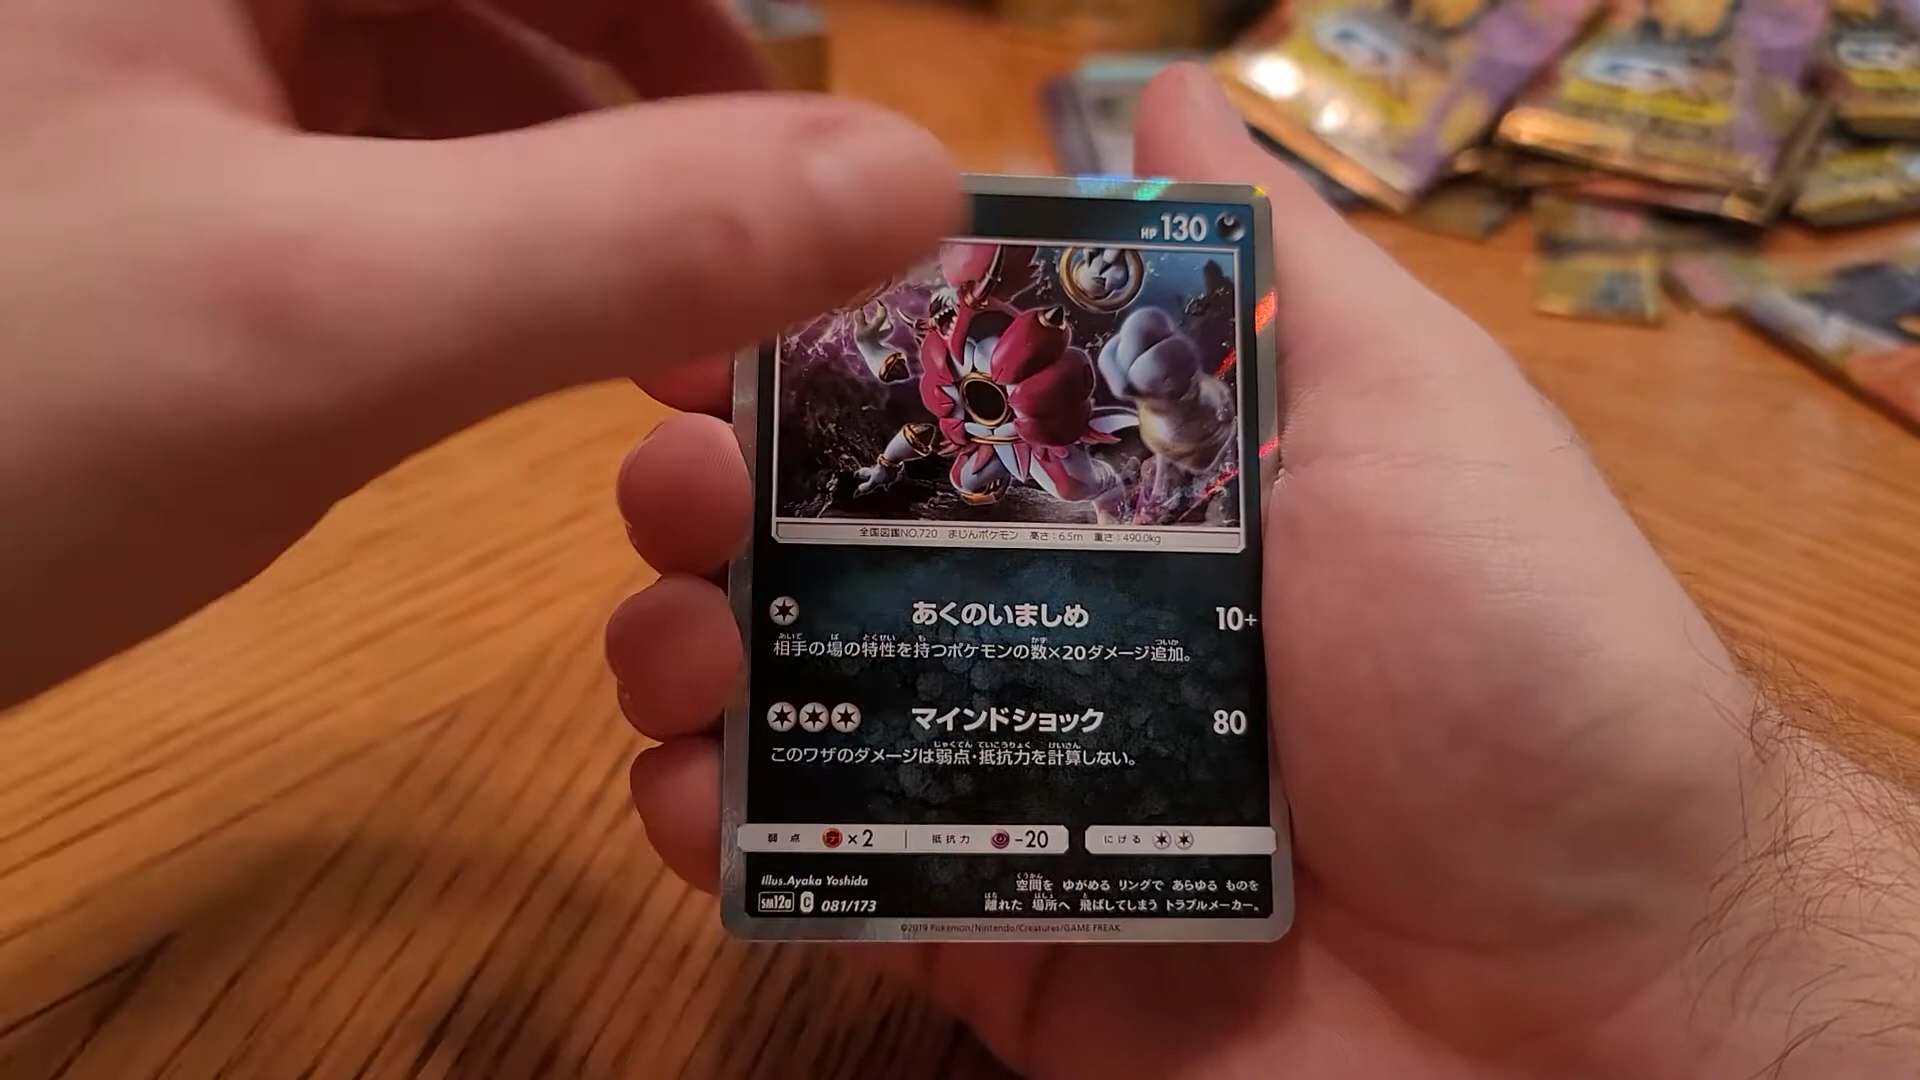 HP 130
全国図鑑NO.720 まじんポケモン 高さ:6.5m 重さ:490.0kg
あくのいましめ 10+
相手の場の特性を持つポケモンの数×20ダメージ追加。
マインドショック 80
このワザのダメージは弱点・抵抗力を計算しない。
弱点 ×2 抵抗力 -20 にげる
Illus.Ayaka Yoshida
空間を ゆがめる リングで あらゆる ものを
離れた 場所へ 飛ばしてしまう トラブルメーカー。
sm12a C 081/173
©2019 Pokémon/Nintendo/Creatures/GAME FREAK